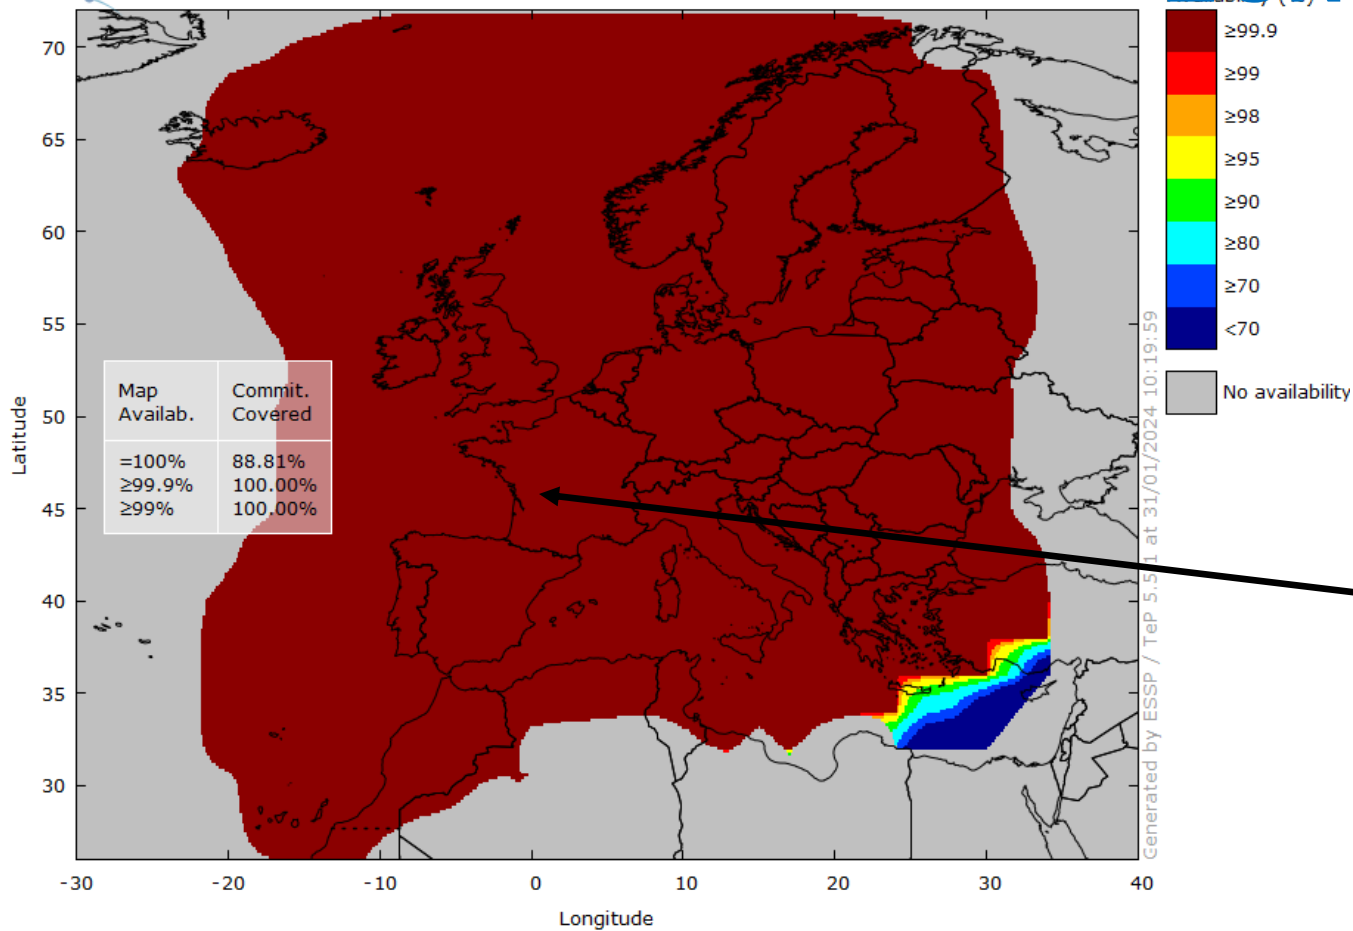 ≥99.9
≥99
≥98
≥95
≥90
≥80
≥70
<70
No availability
70
65
60
55
50
45
40
35
30
Latitude
Map Availab.
Commit. Covered
=100% 88.81%
≥99.9% 100.00%
≥99% 100.00%
-30 -20 -10 0 10 20 30 40
Longitude
Generated by ESSP / TeP 5.5.1 at 31/01/2024 10:19:59